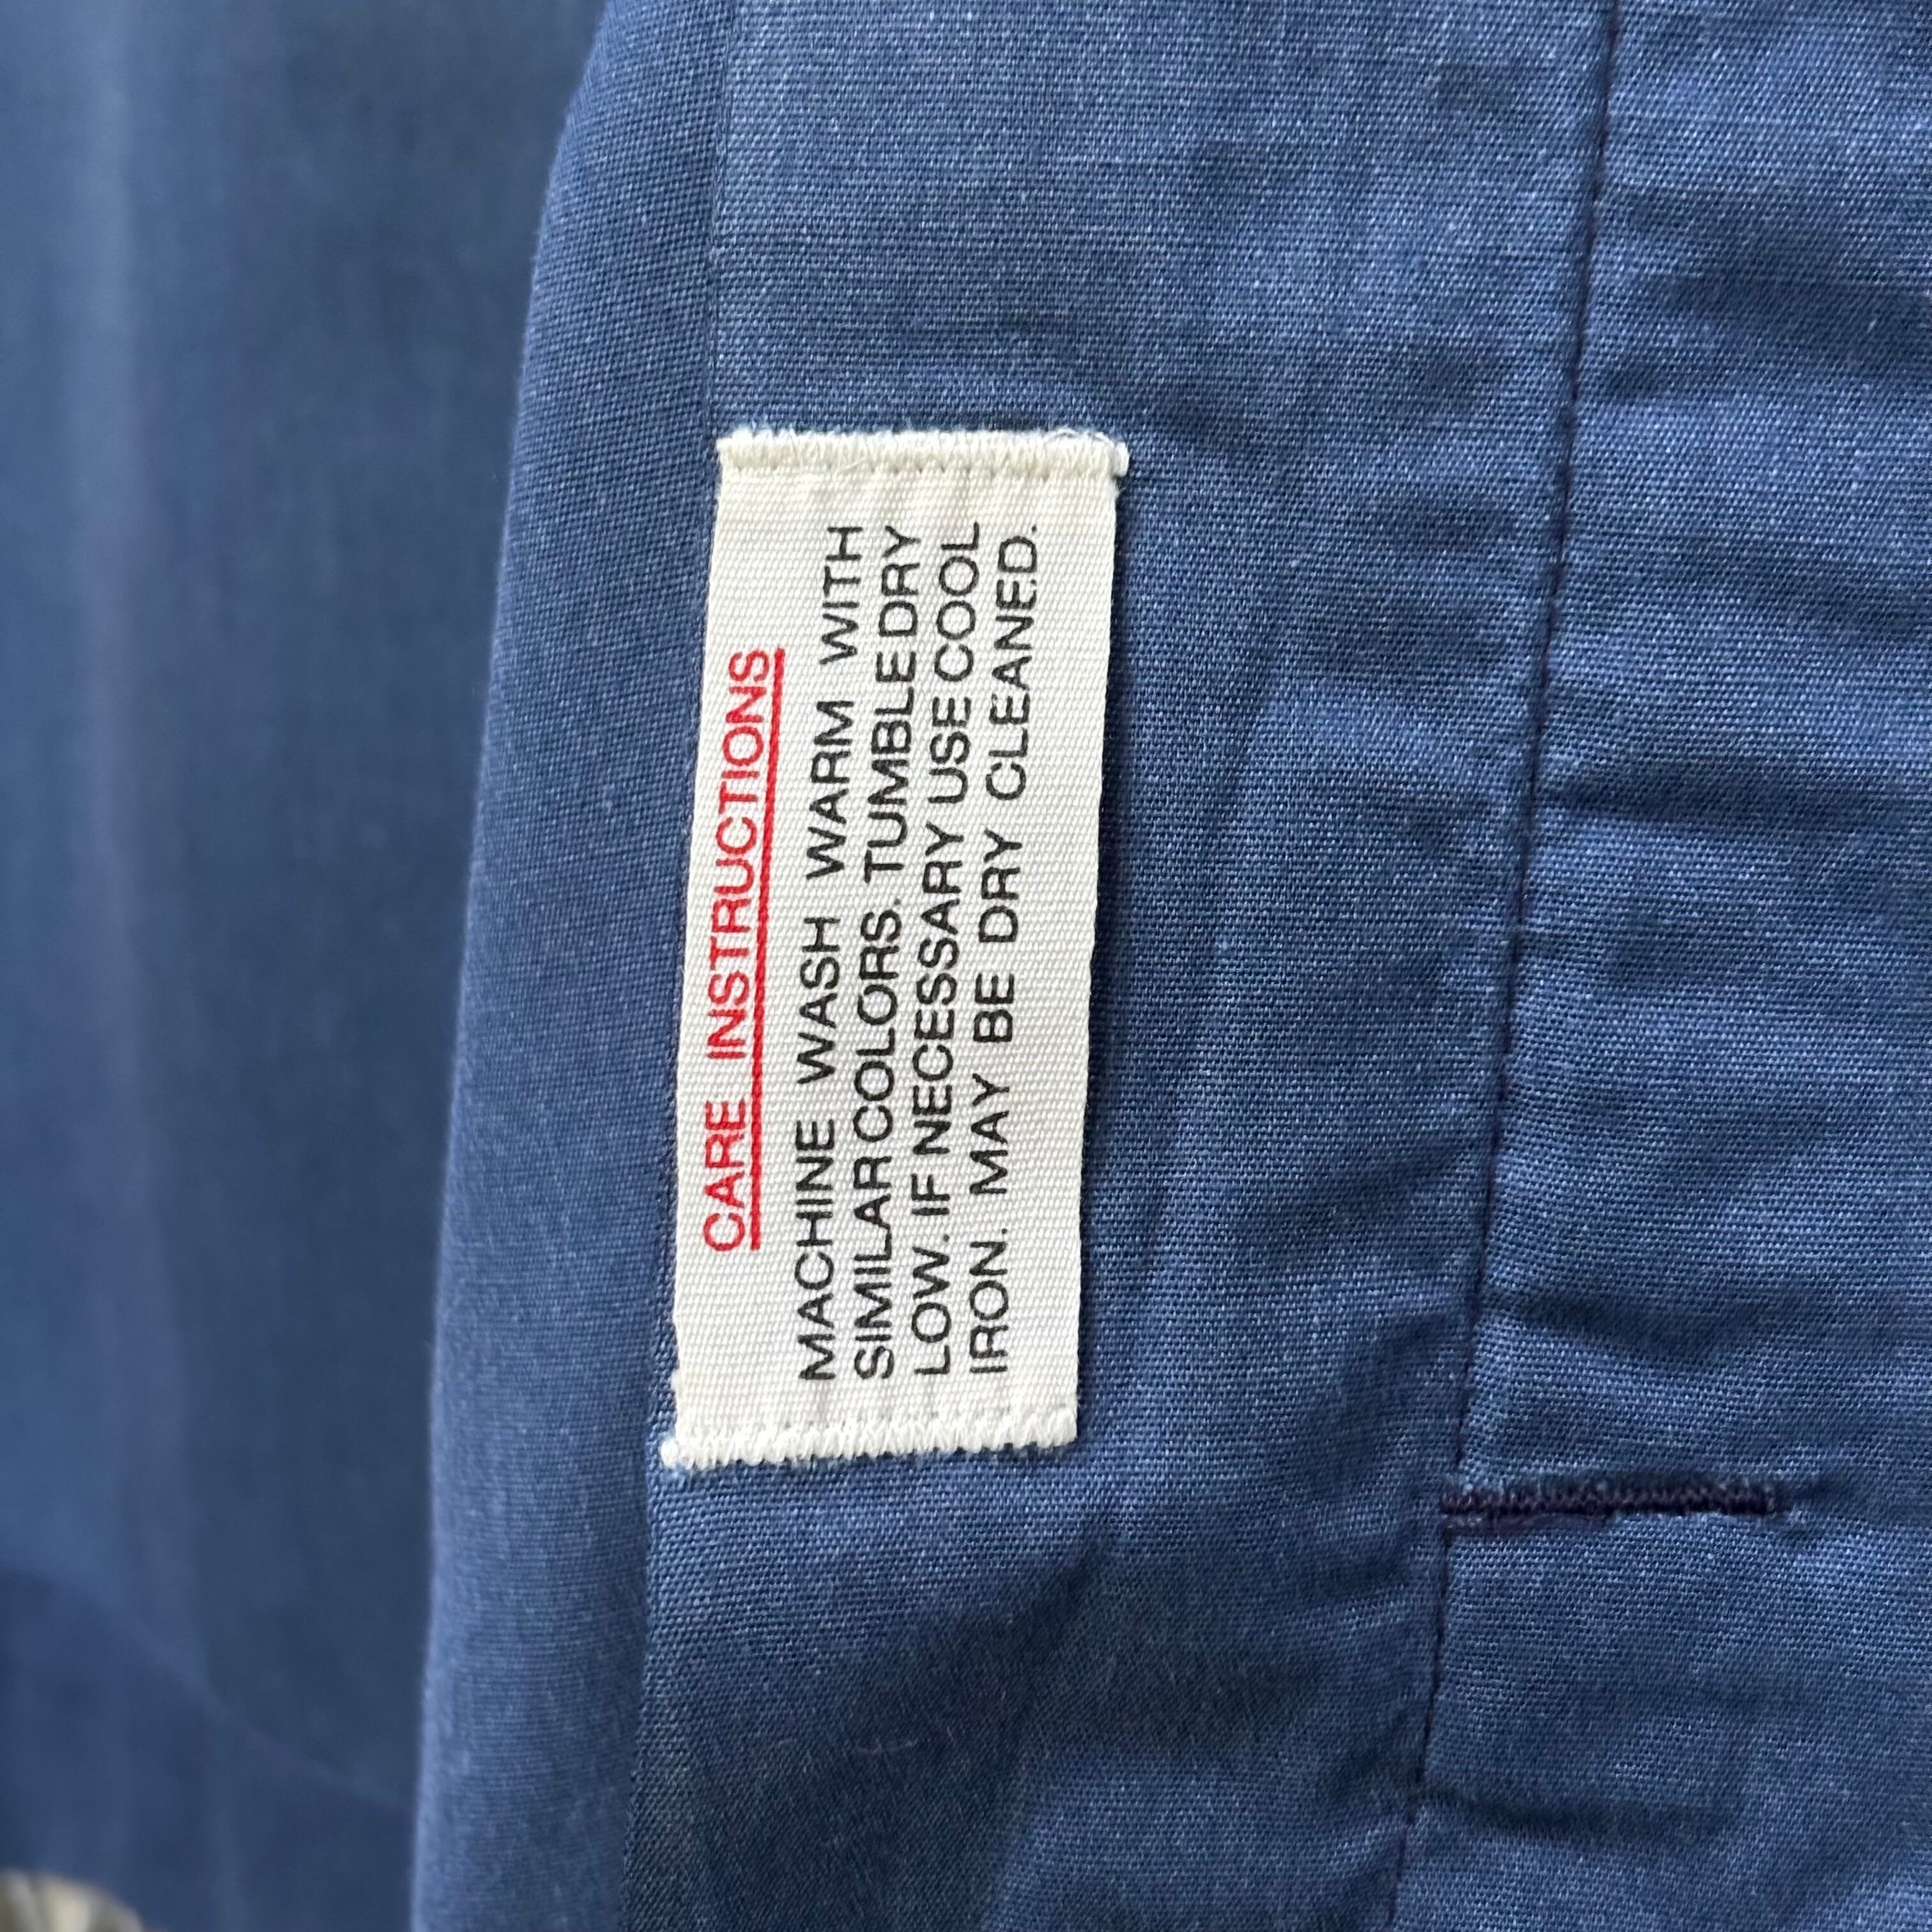 CARE INSTRUCTIONS
MACHINE WASH WARM WITH
SIMILAR COLORS. TUMBLE DRY
LOW. IF NECESSARY USE COOL
IRON. MAY BE DRY CLEANED.